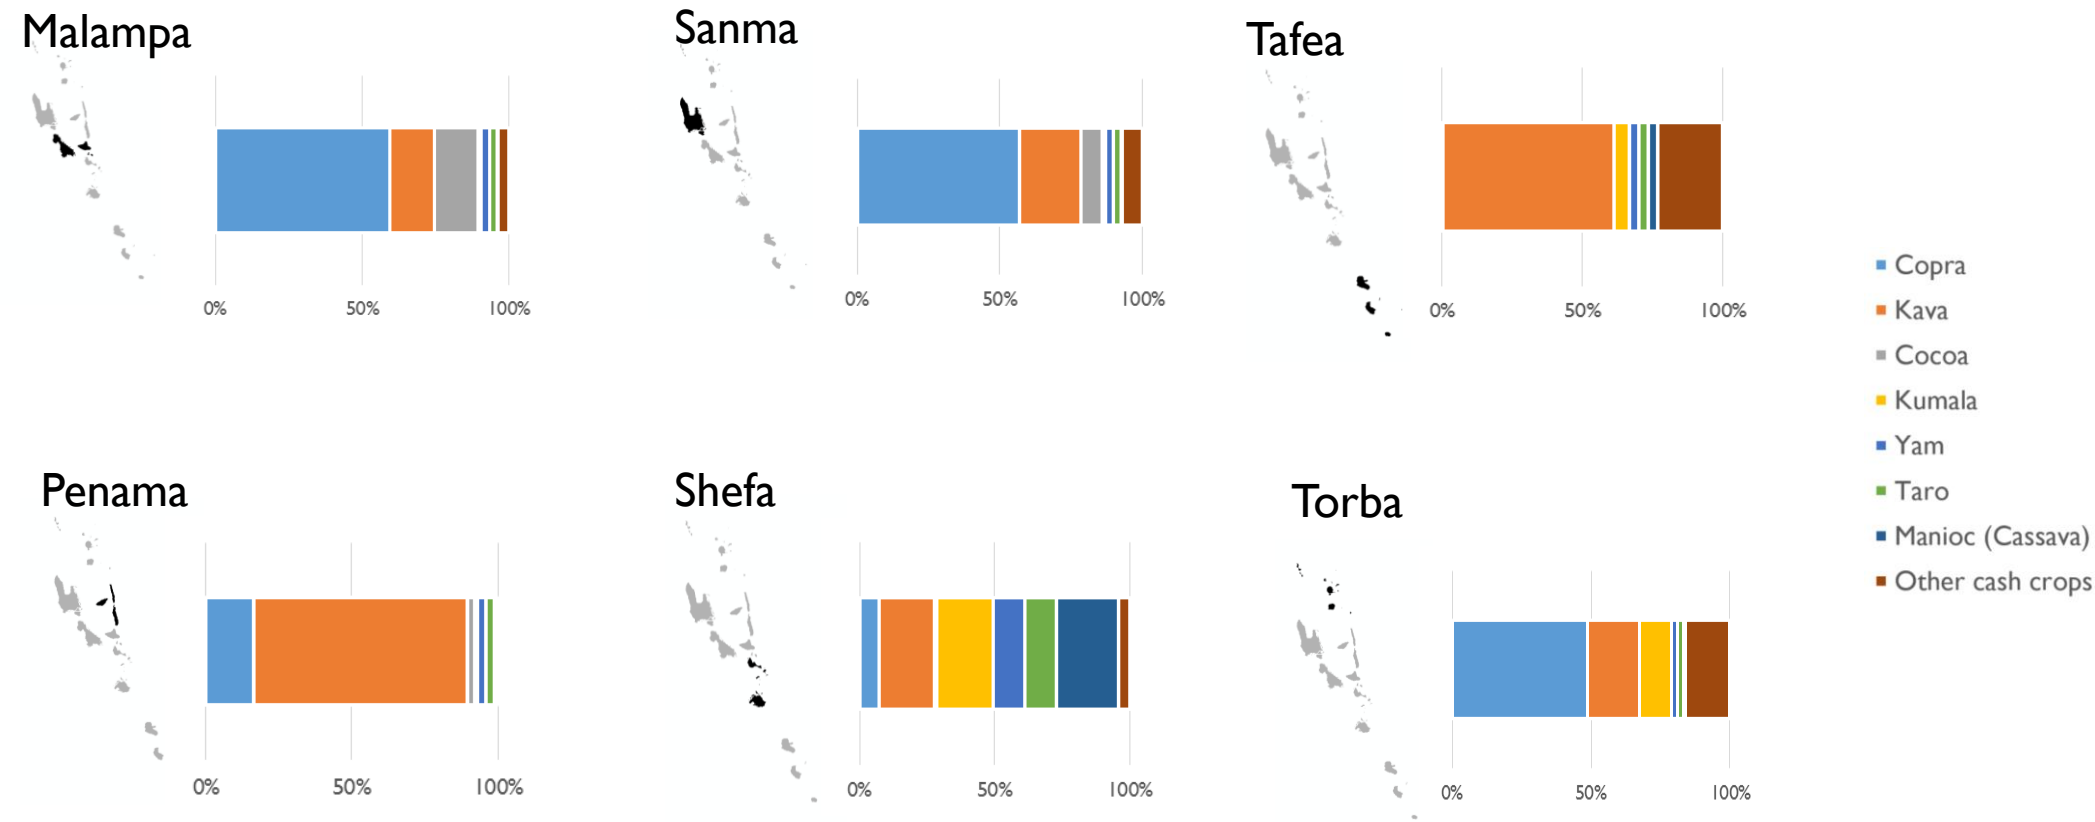 Malampa
0% 50% 100%
Sanma
0% 50% 100%
Tafea
0% 50% 100%
Penama
0% 50% 100%
Shefa
0% 50% 100%
Torba
0% 50% 100%
Copra
Kava
Cocoa
Kumala
Yam
Taro
Manioc (Cassava)
Other cash crops